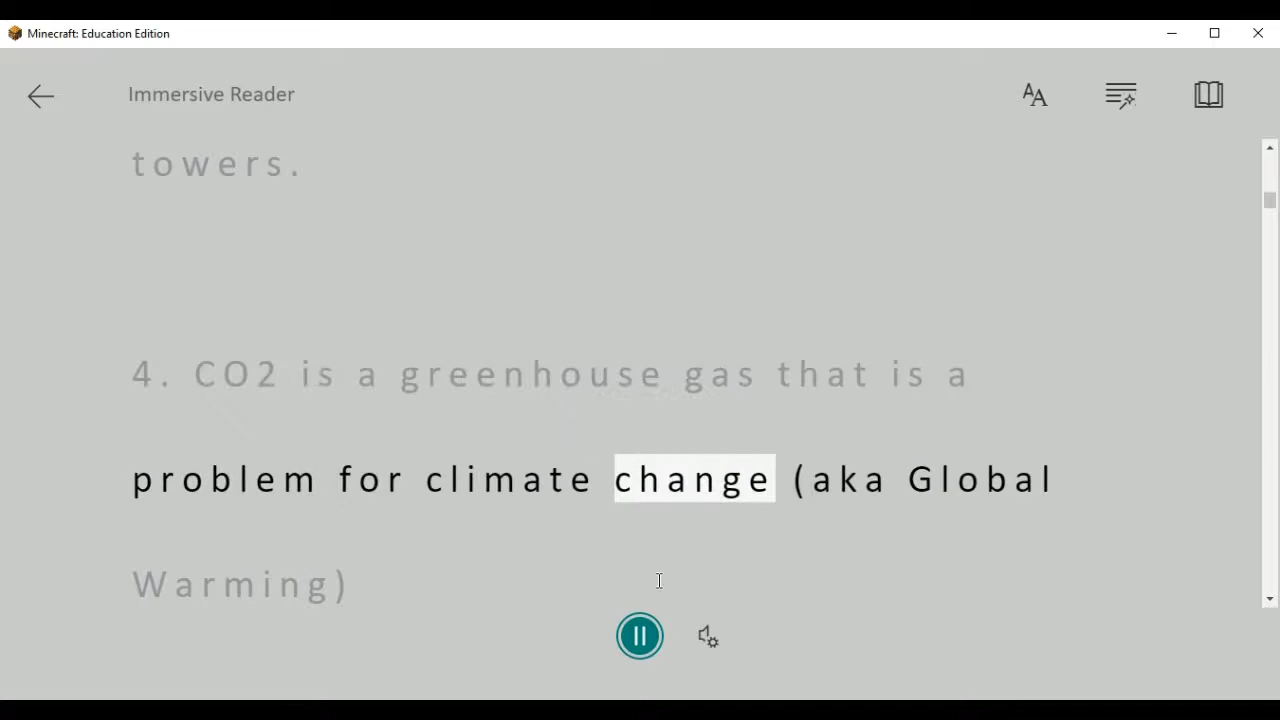 Minecraft: Education Edition
Immersive Reader
towers.
4. CO2 is a greenhouse gas that is a
problem for climate change (aka Global
Warming)